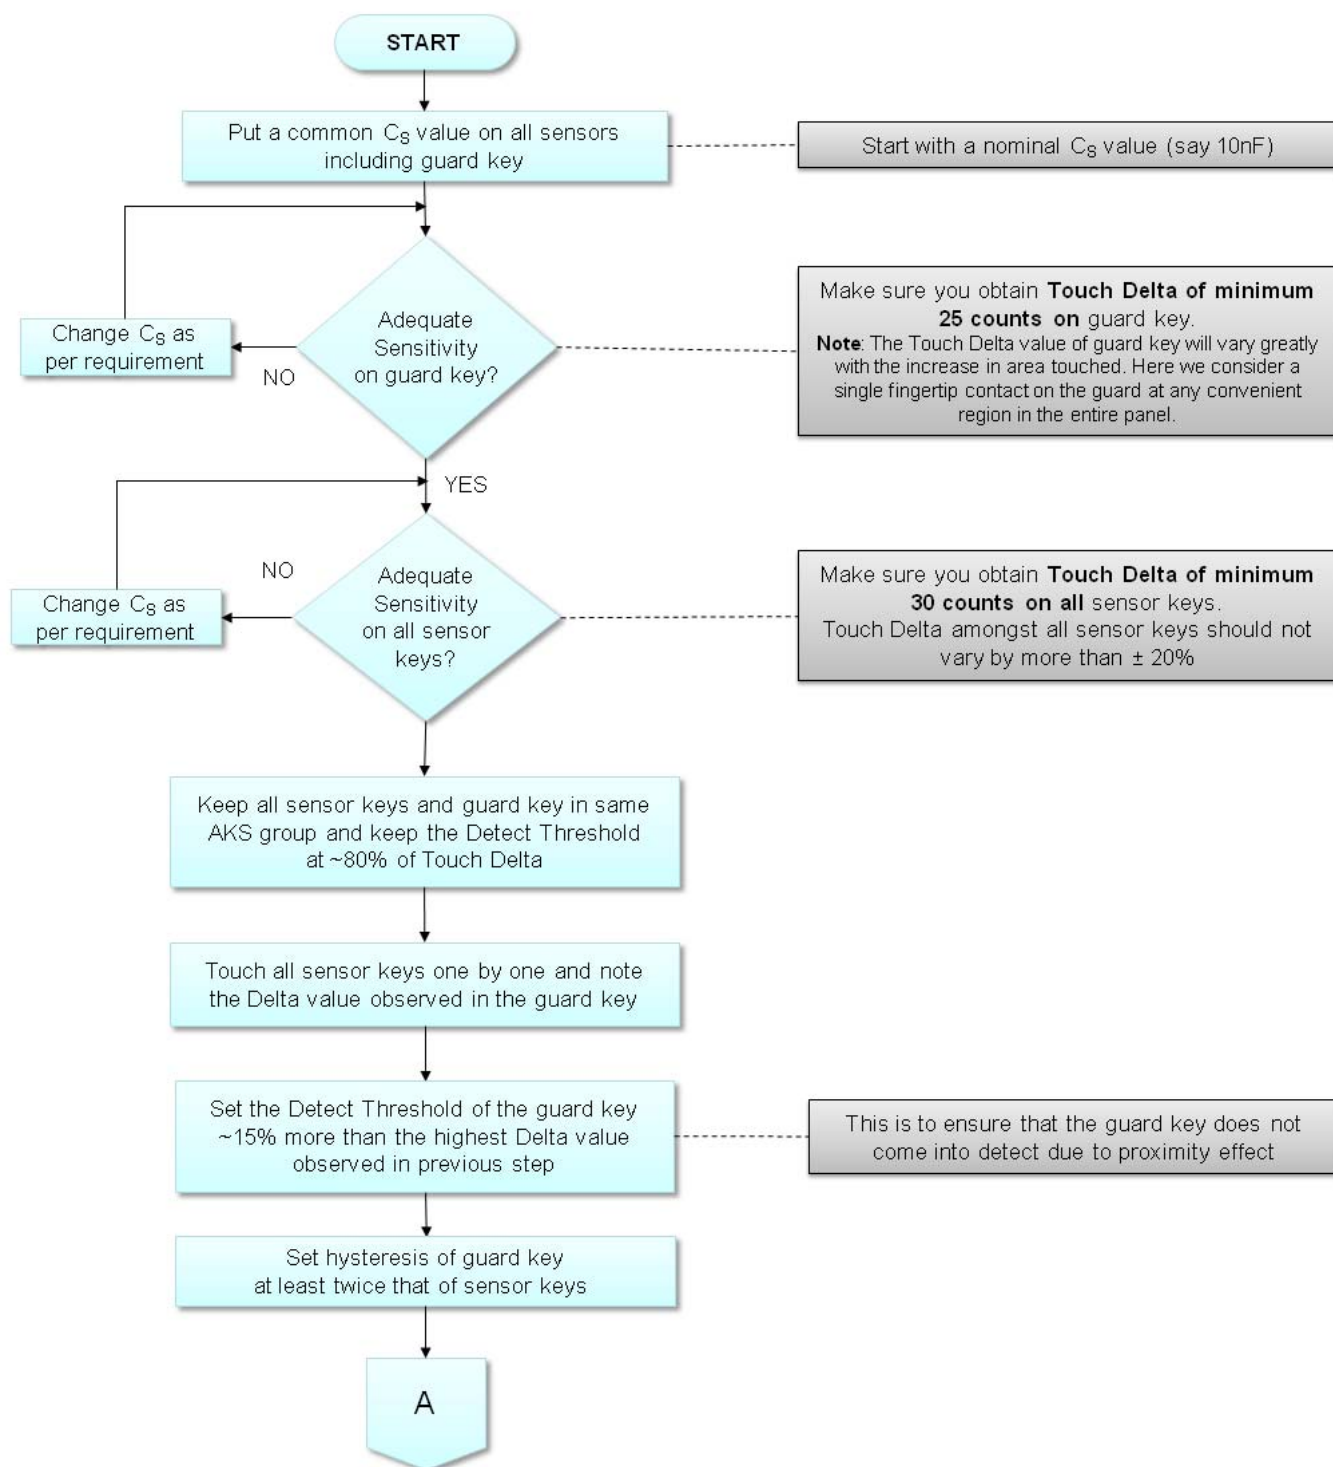 START
Put a common CS value on all sensors
including guard key
Start with a nominal CS value (say 10nF)
Change CS as
per requirement
NO
Adequate
Sensitivity
on guard key?
Make sure you obtain Touch Delta of minimum
25 counts on guard key.
Note: The Touch Delta value of guard key will vary greatly
with the increase in area touched. Here we consider a
single fingertip contact on the guard at any convenient
region in the entire panel.
YES
NO
Change CS as
per requirement
Adequate
Sensitivity
on all sensor
keys?
Make sure you obtain Touch Delta of minimum
30 counts on all sensor keys.
Touch Delta amongst all sensor keys should not
vary by more than ± 20%
Keep all sensor keys and guard key in same
AKS group and keep the Detect Threshold
at ~80% of Touch Delta
Touch all sensor keys one by one and note
the Delta value observed in the guard key
Set the Detect Threshold of the guard key
~15% more than the highest Delta value
observed in previous step
This is to ensure that the guard key does not
come into detect due to proximity effect
Set hysteresis of guard key
at least twice that of sensor keys
A